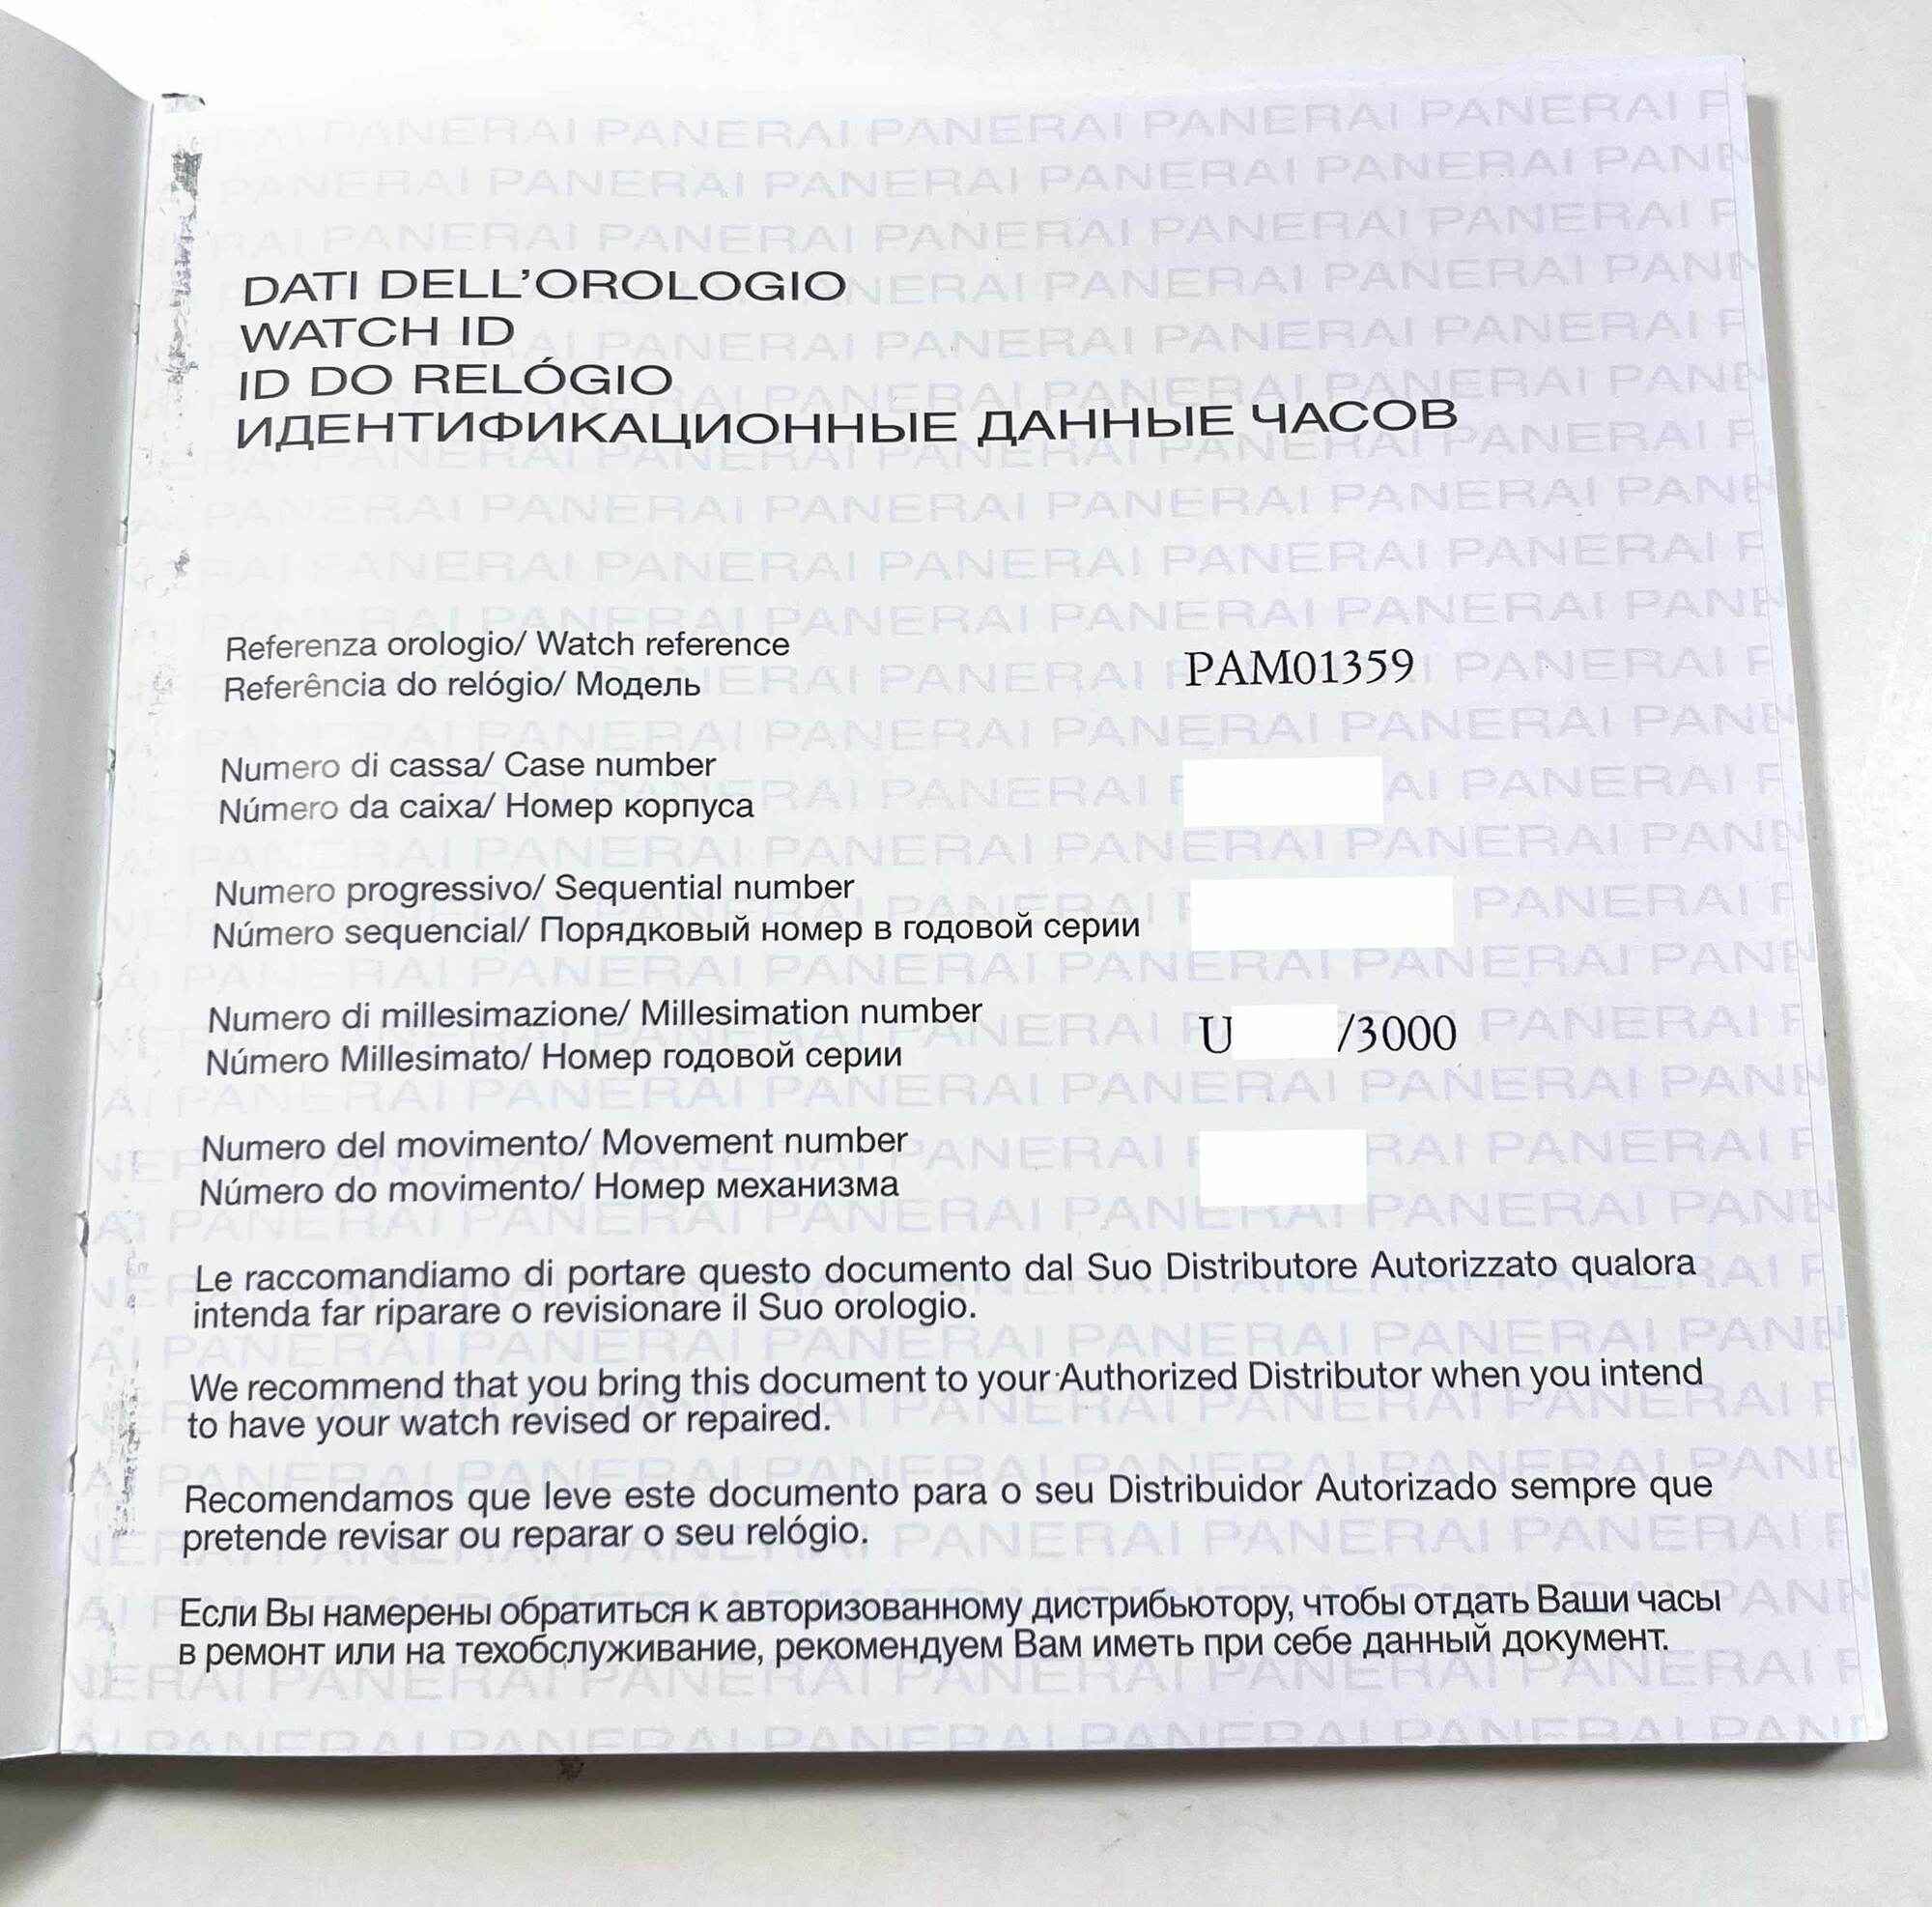 DATI DELL'OROLOGIO
WATCH ID
ID DO RELÓGIO
ИДЕНТИФИКАЦИОННЫЕ ДАННЫЕ ЧАСОВ
Referenza orologio/ Watch reference
Referência do relógio/ Модель
PAM01359
Numero di cassa/ Case number
Número da caixa/ Номер корпуса
Numero progressivo/ Sequential number
Número sequencial/ Порядковый номер в годовой серии
Numero di millesimazione/ Millesimation number
Número Millesimato/ Номер годовой серии
U /3000
Numero del movimento/ Movement number
Número do movimento/ Номер механизма
Le raccomandiamo di portare questo documento dal Suo Distributore Autorizzato qualora
intenda far riparare o revisionare il Suo orologio.
We recommend that you bring this document to your Authorized Distributor when you intend
to have your watch revised or repaired.
Recomendamos que leve este documento para o seu Distribuidor Autorizado sempre que
pretende revisar ou reparar o seu relógio.
Если Вы намерены обратиться к авторизованному дистрибьютору, чтобы отдать Ваши часы
в ремонт или на техобслуживание, рекомендуем Вам иметь при себе данный документ.